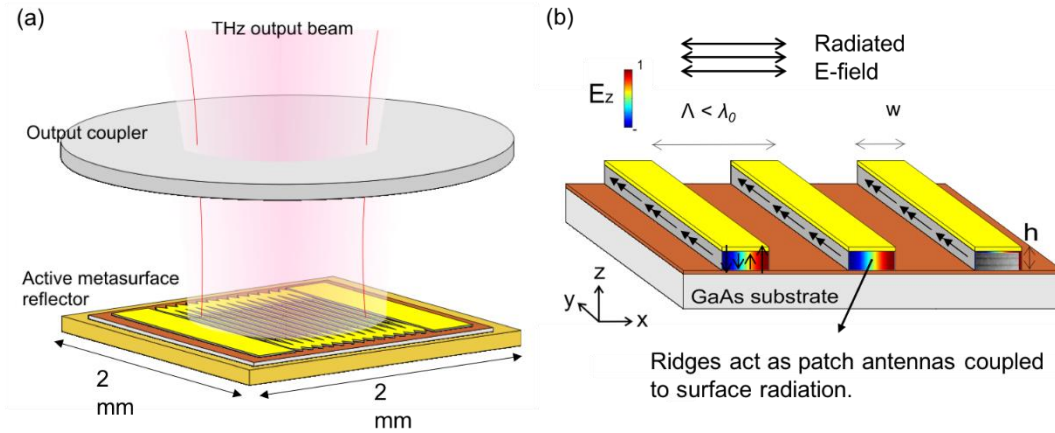 (a)
THz output beam
Output coupler
Active metasurface
reflector
2
mm
2
mm
(b)
Radiated
E-field
1
Ez
-
Λ < λ0
w
h
GaAs substrate
z
y
x
Ridges act as patch antennas coupled
to surface radiation.